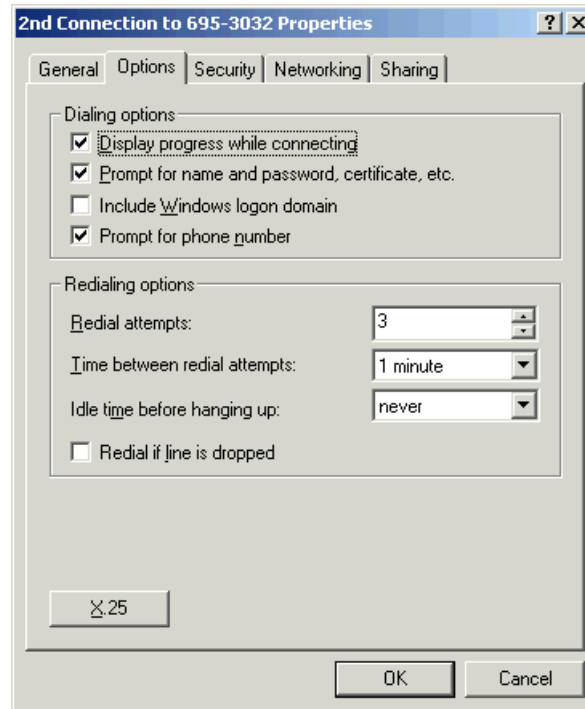 2nd Connection to 695-3032 Properties ? X
General Options Security Networking Sharing
Dialing options
Display progress while connecting
Prompt for name and password, certificate, etc.
Include Windows logon domain
Prompt for phone number
Redialing options
Redial attempts: 3
Time between redial attempts: 1 minute
Idle time before hanging up: never
Redial if line is dropped
X.25
OK Cancel